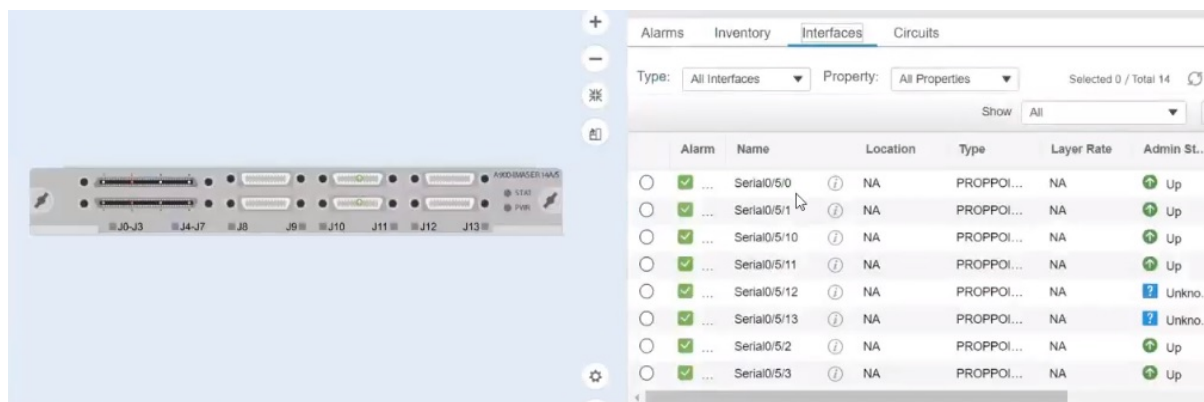 Alarms Inventory Interfaces Circuits
Type: All Interfaces Property: All Properties Selected 0 / Total 14
Show All
Alarm Name Location Type Layer Rate Admin St...
... Serial0/5/0 NA PROPPOI... NA Up
... Serial0/5/1 NA PROPPOI... NA Up
... Serial0/5/10 NA PROPPOI... NA Up
... Serial0/5/11 NA PROPPOI... NA Up
... Serial0/5/12 NA PROPPOI... NA Unkno...
... Serial0/5/13 NA PROPPOI... NA Unkno...
... Serial0/5/2 NA PROPPOI... NA Up
... Serial0/5/3 NA PROPPOI... NA Up
STAT
PWR
J0-J3 J4-J7 J8 J9 J10 J11 J12 J13